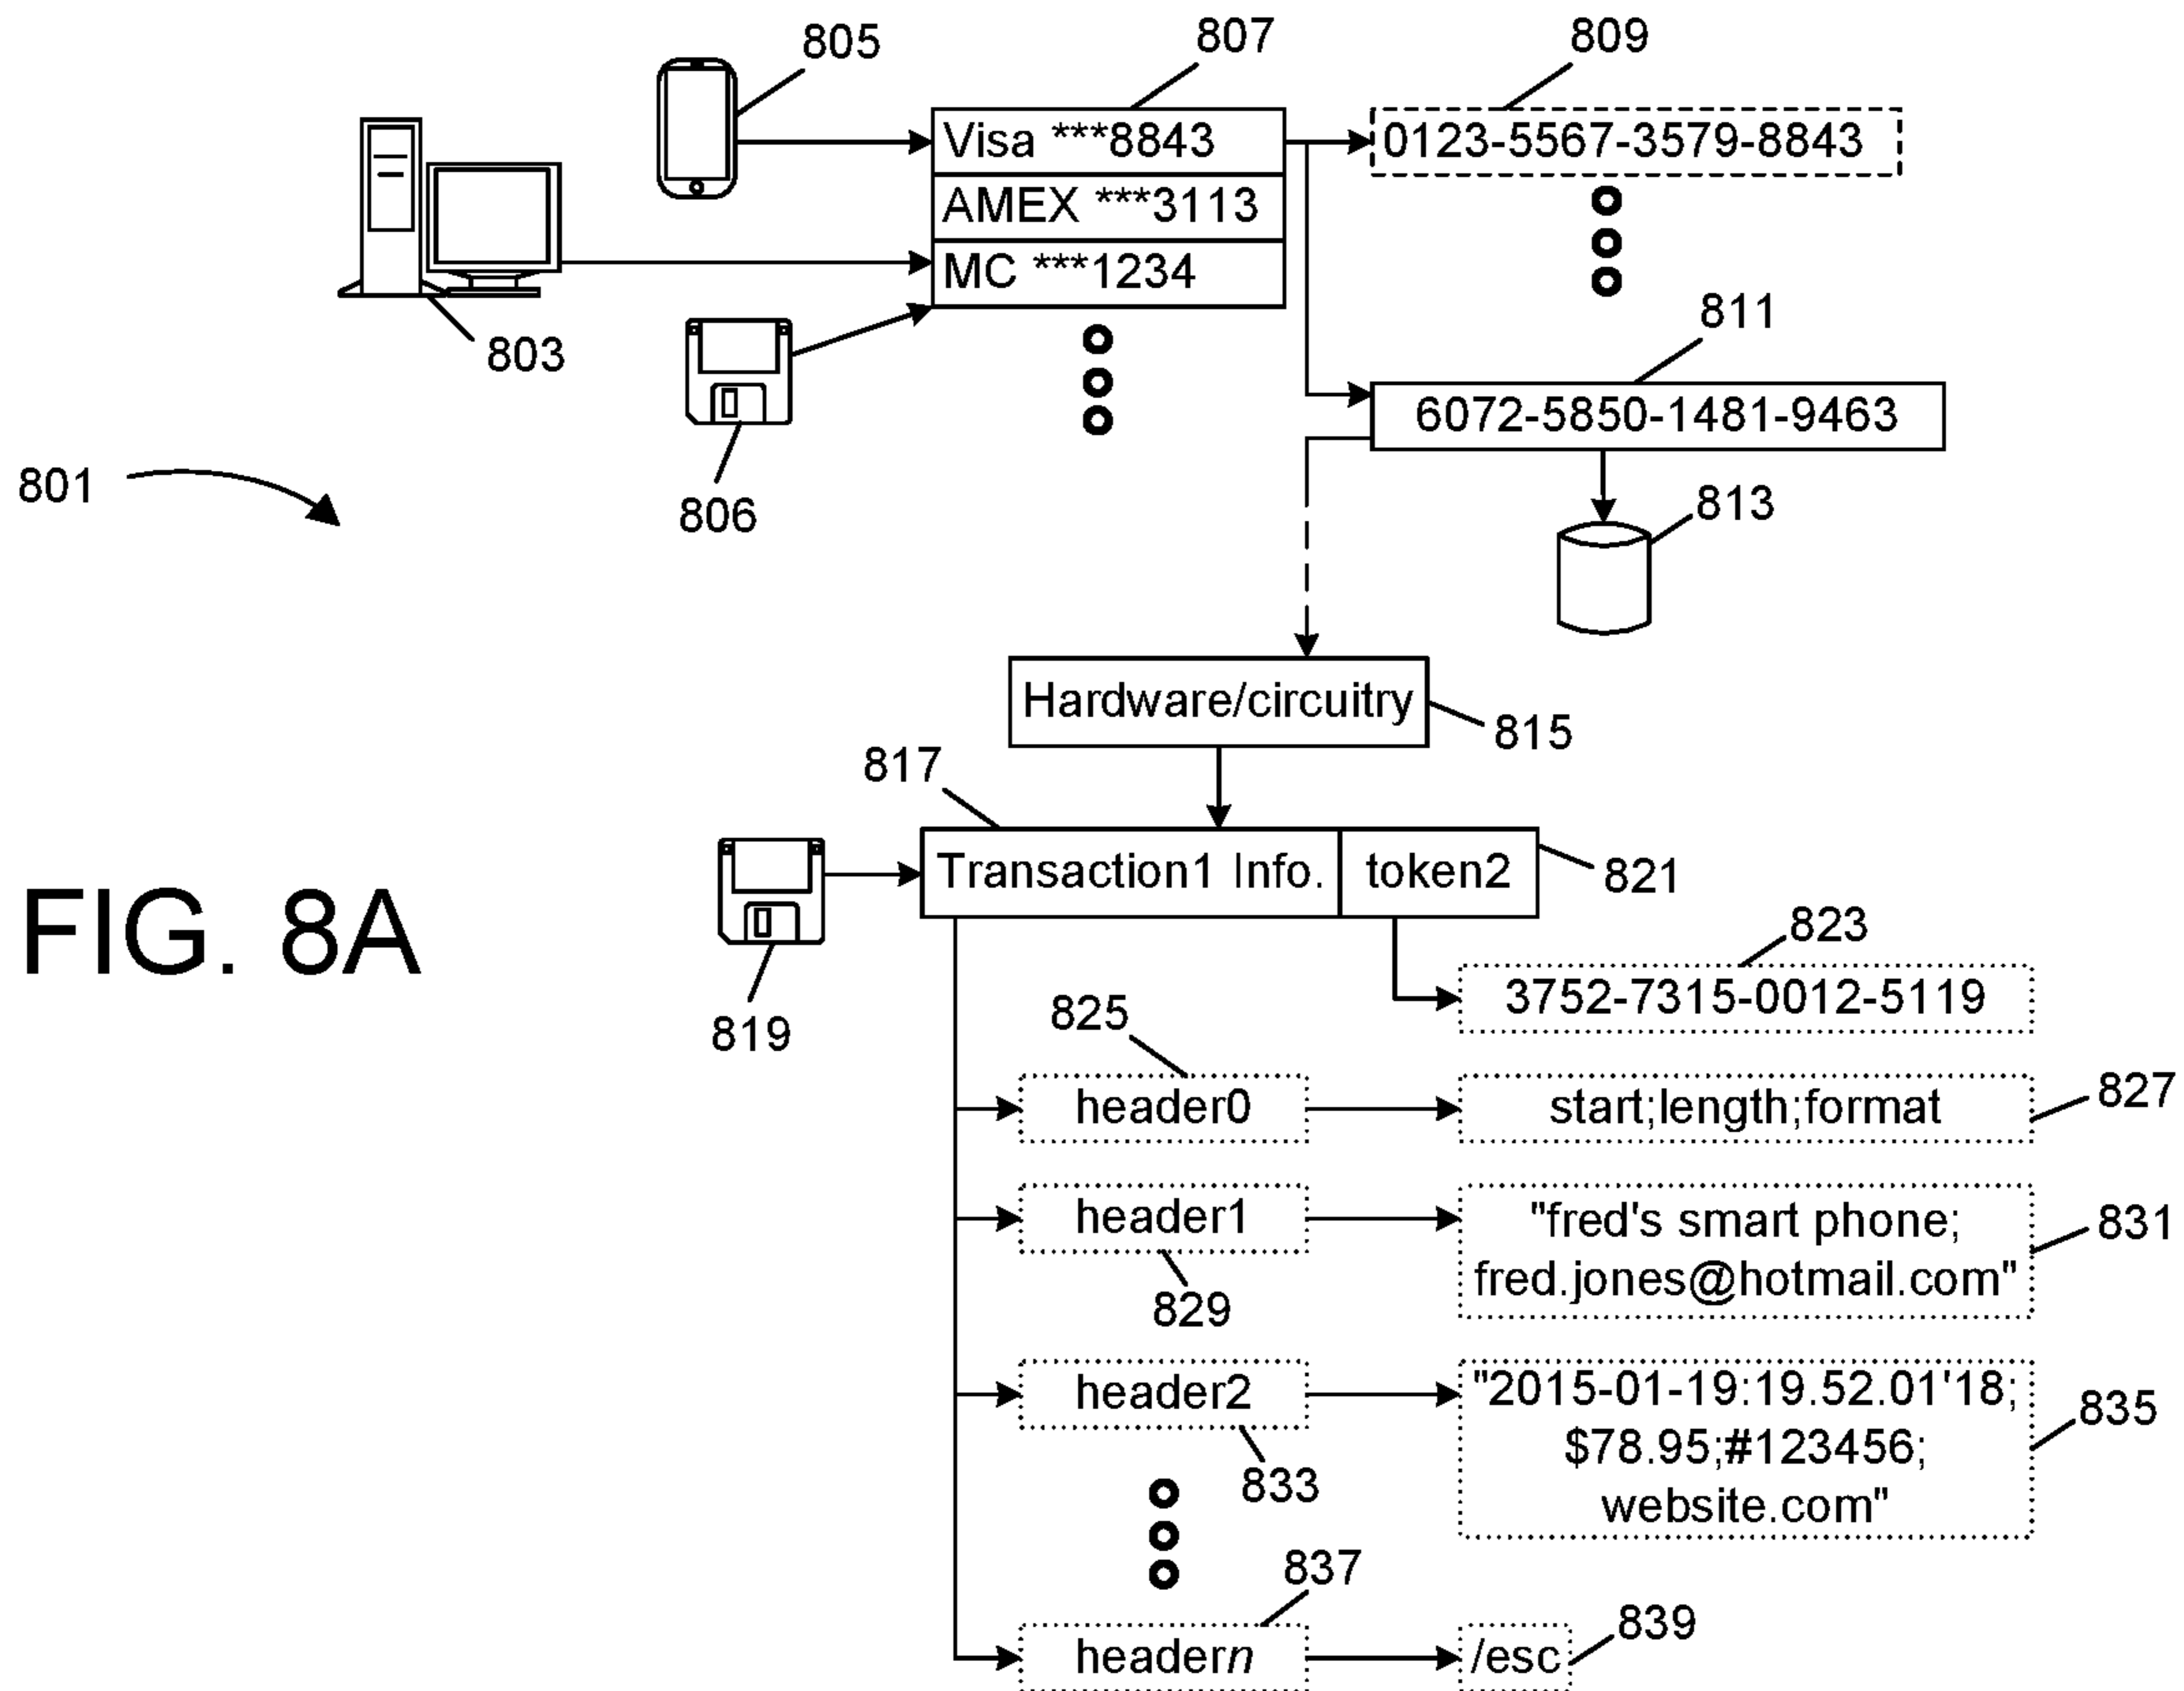 805
807
809
Visa ***8843
0123-5567-3579-8843
AMEX ***3113
MC ***1234
803
811
6072-5850-1481-9463
801
806
813
Hardware/circuitry
815
817
Transaction1 Info.
token2
821
FIG. 8A
823
3752-7315-0012-5119
819
825
header0
start;length;format
827
header1
"fred's smart phone;
fred.jones@hotmail.com"
831
829
header2
"2015-01-19:19.52.01'18;
$78.95;#123456;
website.com"
835
833
837
headern
/esc
839